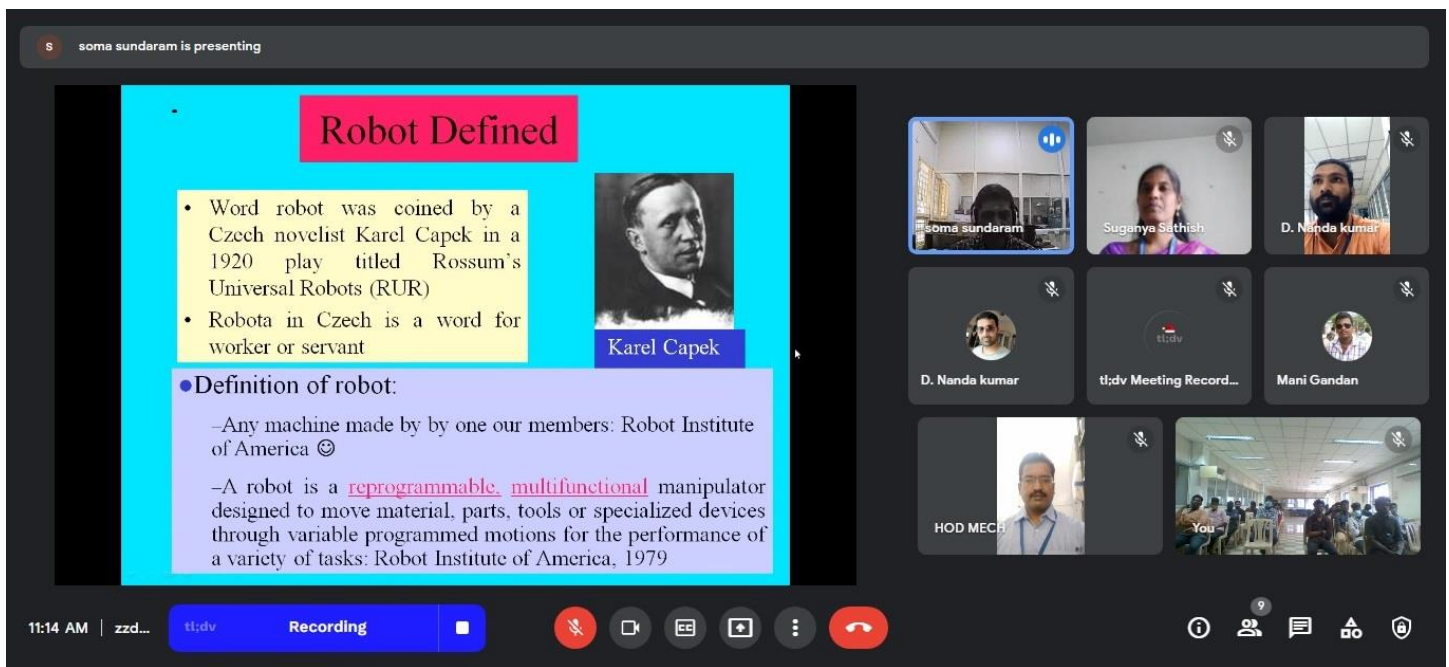 S soma sundaram is presenting
Robot Defined
• Word robot was coined by a
Czech novelist Karel Capek in a
1920 play titled Rossum's
Universal Robots (RUR)
• Robota in Czech is a word for
worker or servant
Karel Capek
●Definition of robot:
–Any machine made by by one our members: Robot Institute
of America ☺
–A robot is a reprogrammable, multifunctional manipulator
designed to move material, parts, tools or specialized devices
through variable programmed motions for the performance of
a variety of tasks: Robot Institute of America, 1979
soma sundaram
Suganya Sathish
D. Nanda kumar
D. Nanda kumar
tl;dv
tl;dv Meeting Record...
Mani Gandan
HOD MECH
You
11:14 AM | zzd...
tl;dv Recording
CC
9